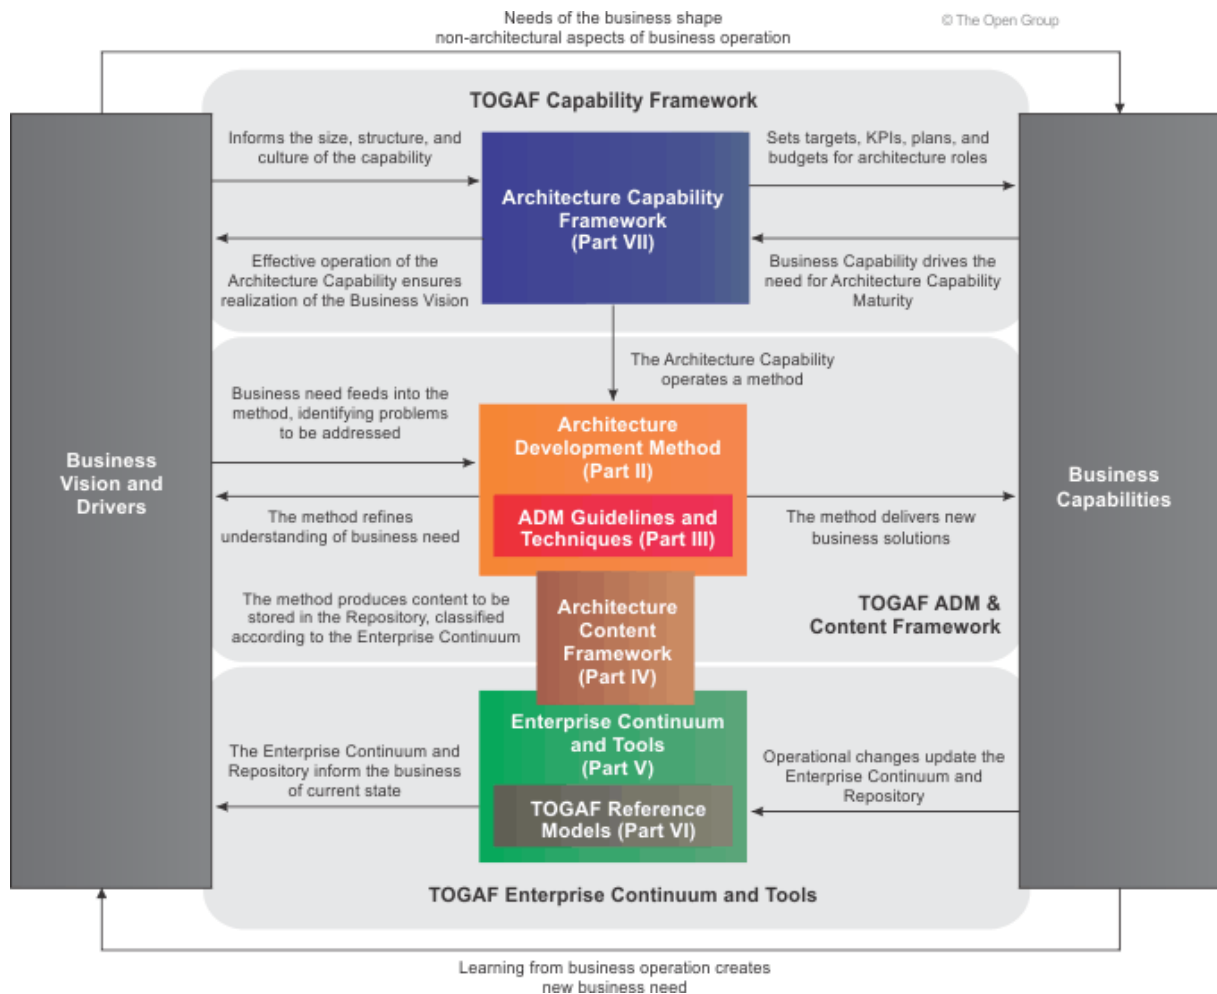 Needs of the business shape
non-architectural aspects of business operation
© The Open Group
TOGAF Capability Framework
Informs the size, structure, and
culture of the capability
Sets targets, KPIs, plans, and
budgets for architecture roles
Architecture Capability
Framework
(Part VII)
Effective operation of the
Architecture Capability ensures
realization of the Business Vision
Business Capability drives the
need for Architecture Capability
Maturity
The Architecture Capability
operates a method
Business need feeds into the
method, identifying problems
to be addressed
Architecture
Development Method
(Part II)
Business
Vision and
Drivers
Business
Capabilities
ADM Guidelines and
Techniques (Part III)
The method refines
understanding of business need
The method delivers new
business solutions
The method produces content to be
stored in the Repository, classified
according to the Enterprise Continuum
Architecture
Content
Framework
(Part IV)
TOGAF ADM &
Content Framework
Enterprise Continuum
and Tools
(Part V)
The Enterprise Continuum and
Repository inform the business
of current state
Operational changes update the
Enterprise Continuum and
Repository
TOGAF Reference
Models (Part VI)
TOGAF Enterprise Continuum and Tools
Learning from business operation creates
new business need